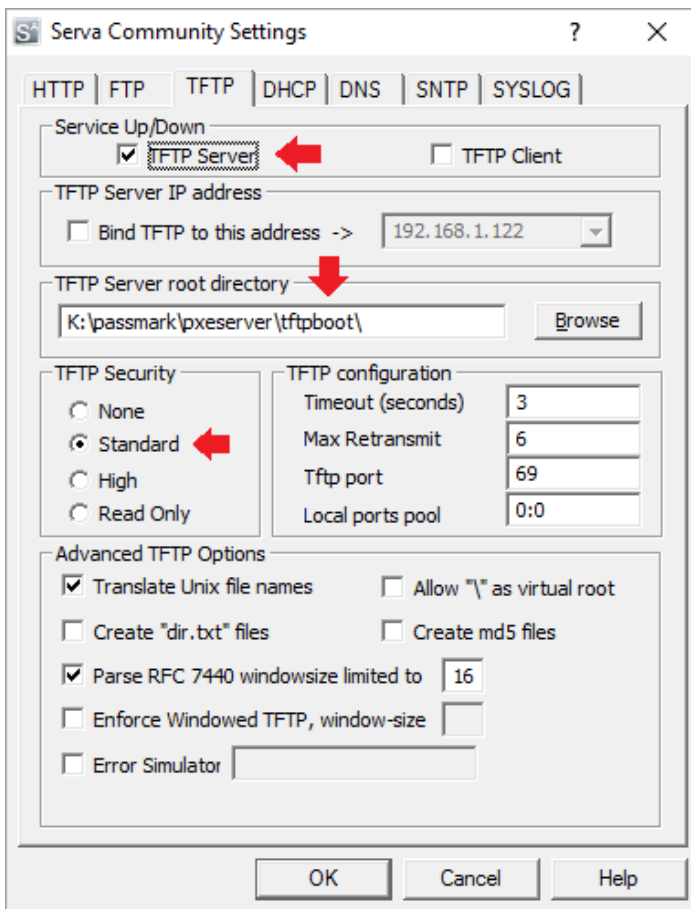 Serva Community Settings ? X
HTTP FTP TFTP DHCP DNS SNTP SYSLOG
Service Up/Down
TFTP Server TFTP Client
TFTP Server IP address
Bind TFTP to this address -> 192.168.1.122
TFTP Server root directory
K:\passmark\pxeserver\tftpboot\ Browse
TFTP Security
None
Standard
High
Read Only
TFTP configuration
Timeout (seconds) 3
Max Retransmit 6
Tftp port 69
Local ports pool 0:0
Advanced TFTP Options
Translate Unix file names Allow "\" as virtual root
Create "dir.txt" files Create md5 files
Parse RFC 7440 windowsize limited to 16
Enforce Windowed TFTP, window-size
Error Simulator
OK Cancel Help